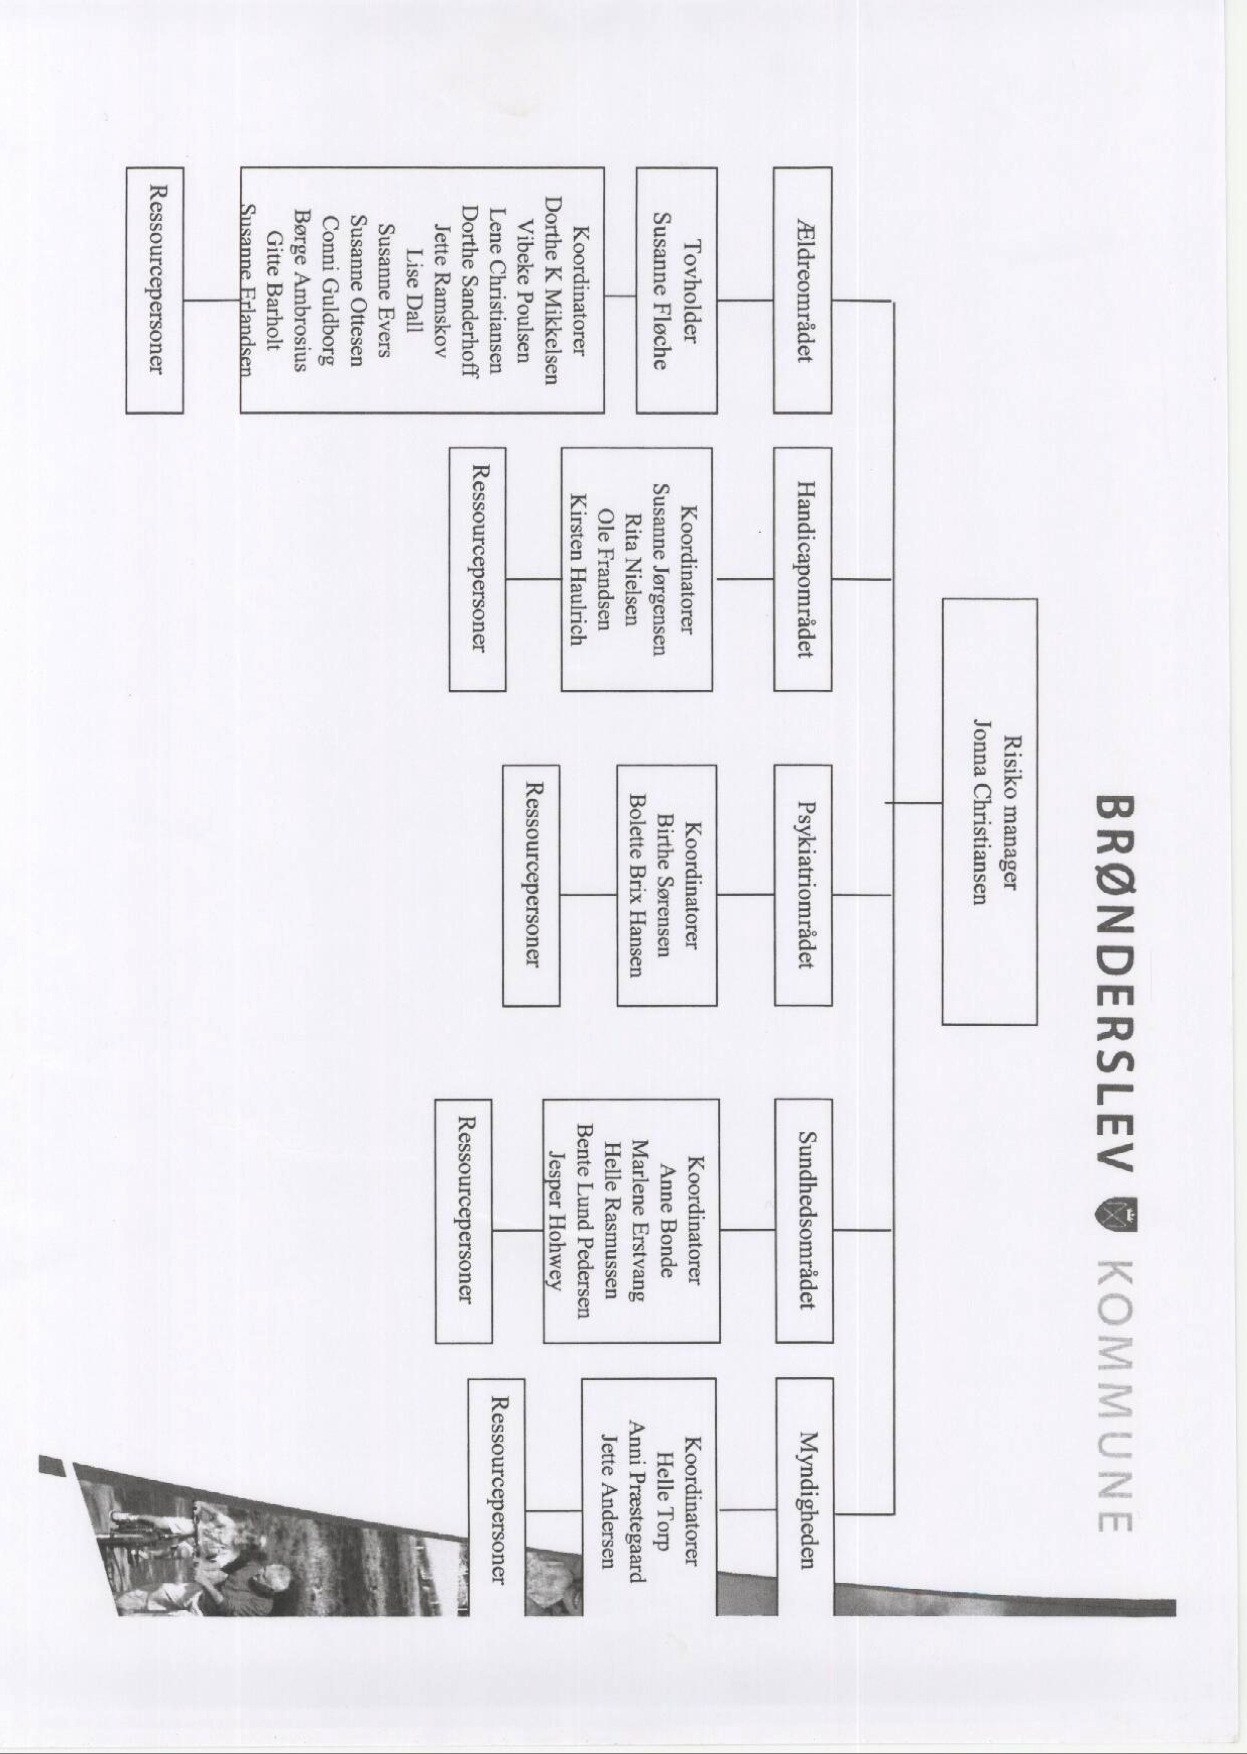 BRØNDERSLEV KOMMUNE
Risiko manager
Jonna Christiansen
Ældreområdet
Tovholder
Susanne Fløche
Koordinatorer
Dorthe K Mikkelsen
Vibeke Poulsen
Lene Christiansen
Dorthe Sanderhoff
Jette Ramskov
Lise Dall
Susanne Evers
Susanne Ottesen
Conni Guldborg
Børge Ambrosius
Gitte Barholt
Susanne Erlandsen
Ressourcepersoner
Handicapområdet
Koordinatorer
Susanne Jørgensen
Rita Nielsen
Ole Frandsen
Kirsten Haulrich
Ressourcepersoner
Psykiatriområdet
Koordinatorer
Birthe Sørensen
Bolette Brix Hansen
Ressourcepersoner
Sundhedsområdet
Koordinatorer
Anne Bonde
Marlene Erstvang
Helle Rasmussen
Bente Lund Pedersen
Jesper Hohwey
Ressourcepersoner
Myndigheden
Koordinatorer
Helle Torp
Anni Præstegaard
Jette Andersen
Ressourcepersoner